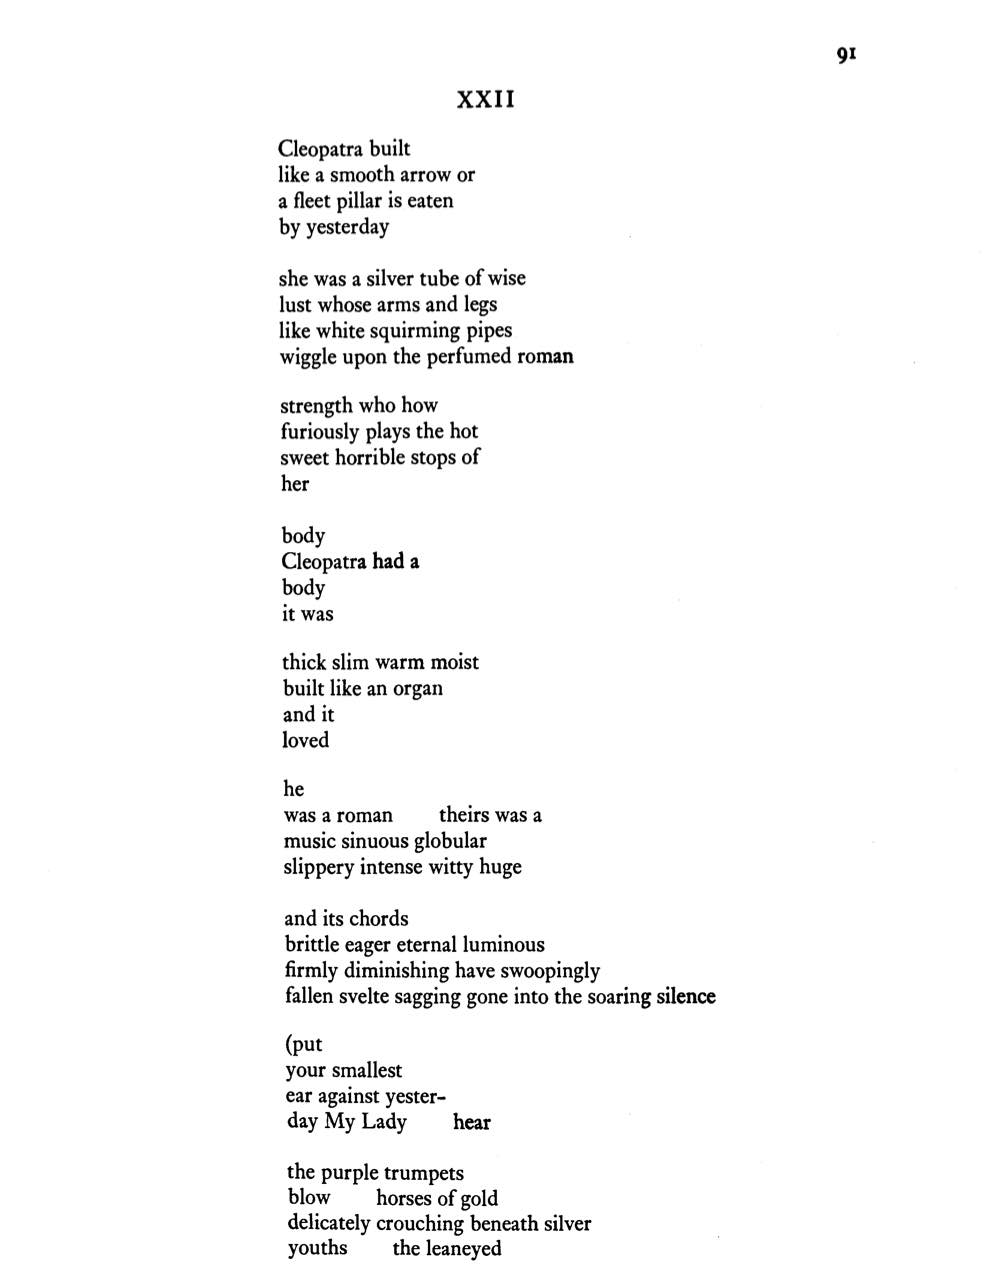 91
XXII
Cleopatra built
like a smooth arrow or
a fleet pillar is eaten
by yesterday
she was a silver tube of wise
lust whose arms and legs
like white squirming pipes
wiggle upon the perfumed roman
strength who how
furiously plays the hot
sweet horrible stops of
her
body
Cleopatra had a
body
it was
thick slim warm moist
built like an organ
and it
loved
he
was a roman theirs was a
music sinuous globular
slippery intense witty huge
and its chords
brittle eager eternal luminous
firmly diminishing have swoopingly
fallen svelte sagging gone into the soaring silence
(put
your smallest
ear against yester-
day My Lady hear
the purple trumpets
blow horses of gold
delicately crouching beneath silver
youths the leaneyed